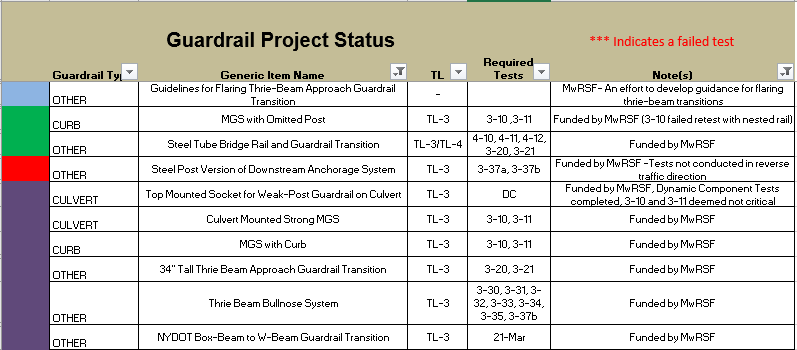 Guardrail Project Status
*** Indicates a failed test
Guardrail Ty Generic Item Name TL Required Tests Note(s)
OTHER Guidelines for Flaring Thrie-Beam Approach Guardrail Transition - MwRSF- An effort to develop guidance for flaring thrie-beam transitions
CURB MGS with Omitted Post TL-3 3-10 ,3-11 Funded by MwRSF (3-10 failed retest with nested rail)
OTHER Steel Tube Bridge Rail and Guardrail Transition TL-3/TL-4 4-10, 4-11, 4-12, 3-20, 3-21 Funded by MwRSF
OTHER Steel Post Version of Downstream Anchorage System TL-3 3-37a, 3-37b Funded by MwRSF -Tests not conducted in reverse traffic direction
CULVERT Top Mounted Socket for Weak-Post Guardrail on Culvert TL-3 DC Funded by MwRSF, Dynamic Component Tests completed, 3-10 and 3-11 deemed not critical
CULVERT Culvert Mounted Strong MGS TL-3 3-10, 3-11 Funded by MwRSF
CURB MGS with Curb TL-3 3-10, 3-11 Funded by MwRSF
OTHER 34" Tall Thrie Beam Approach Guardrail Transition TL-3 3-20, 3-21 Funded by MwRSF
OTHER Thrie Beam Bullnose System TL-3 3-30, 3-31, 3-32, 3-33, 3-34, 3-35, 3-37b Funded by MwRSF
OTHER NYDOT Box-Beam to W-Beam Guardrail Transition TL-3 21-Mar Funded by MwRSF